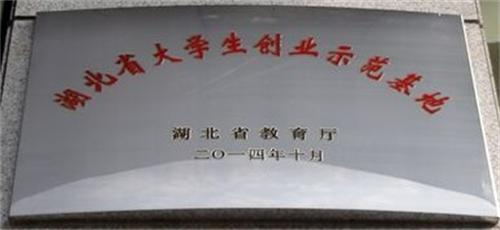 湖北省大学生创业示范基地
湖北省教育厅
二〇一四年十月